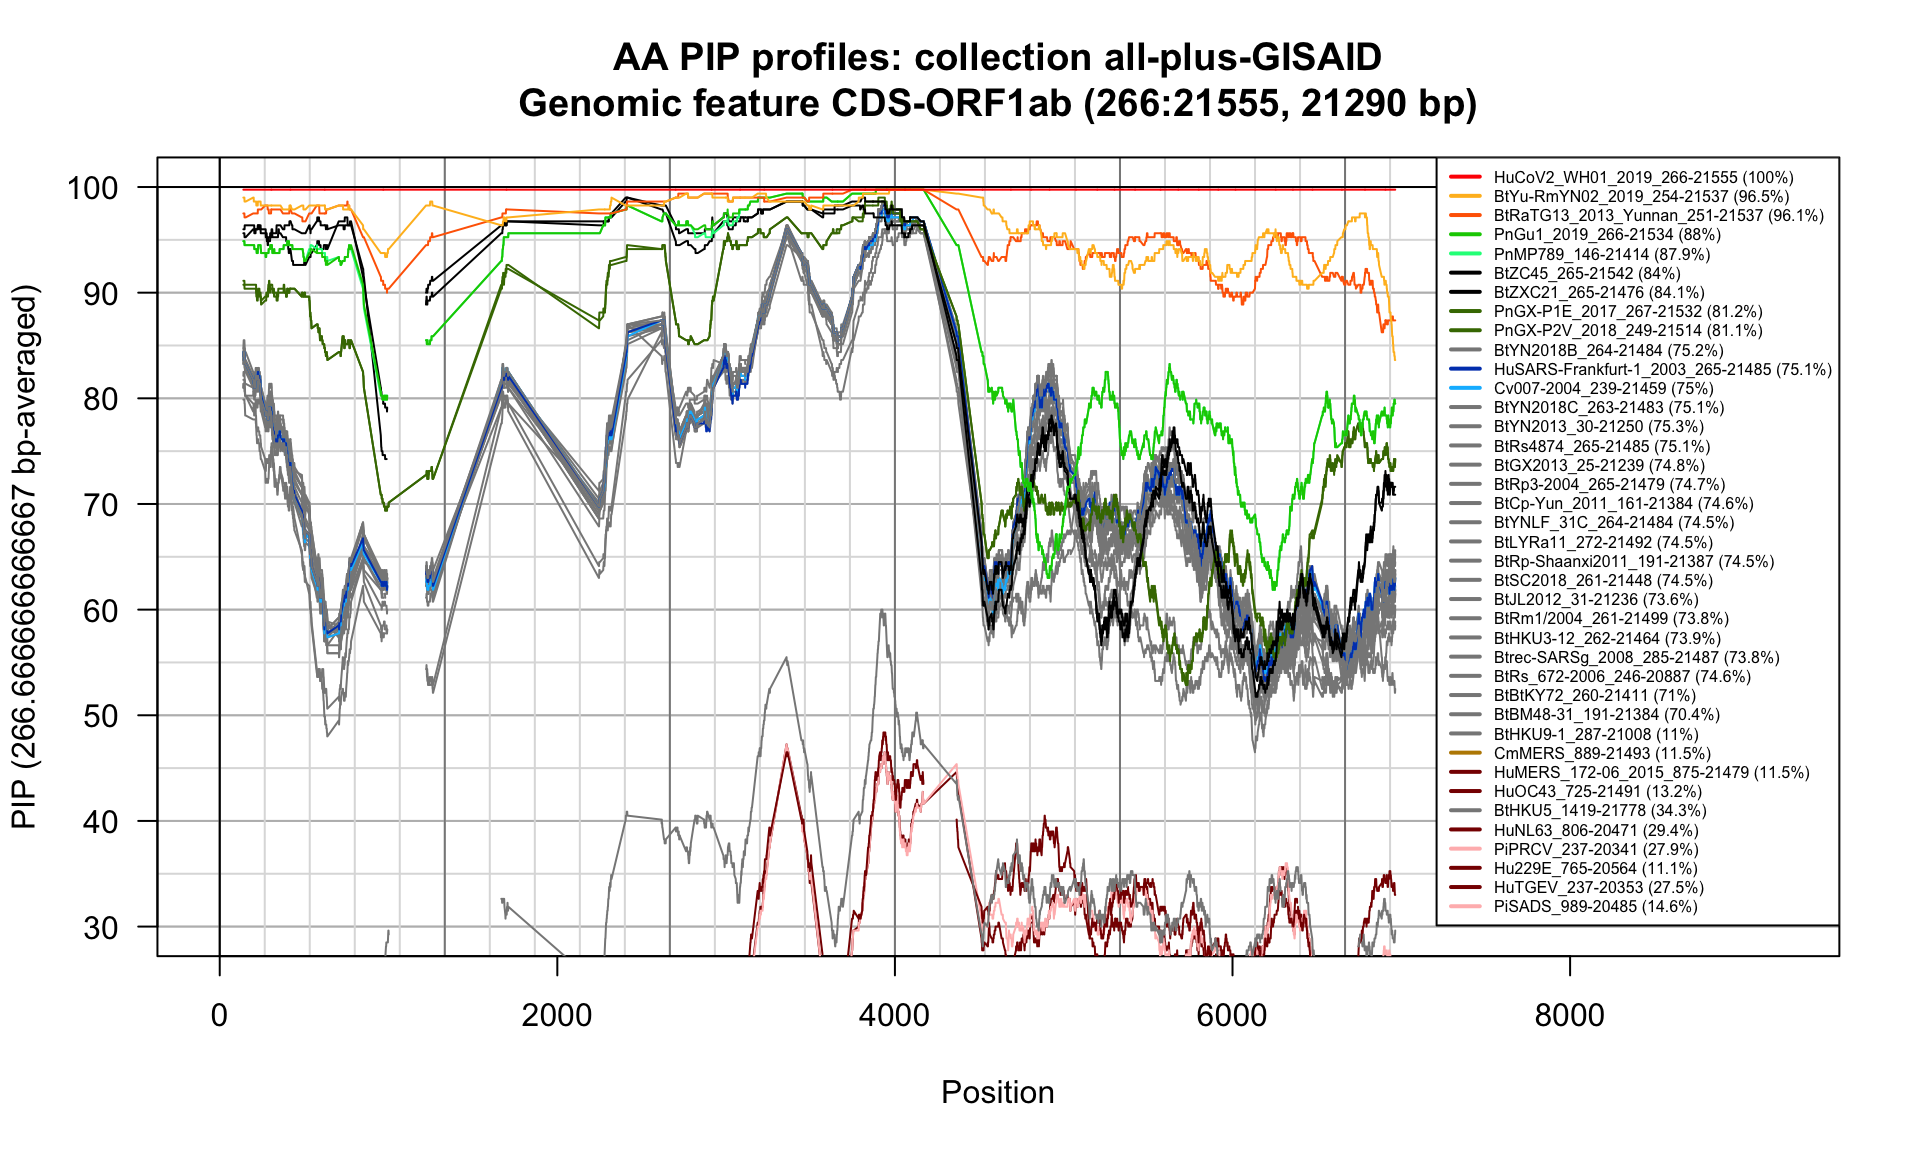 AA PIP profiles: collection all-plus-GISAID
Genomic feature CDS-ORF1ab (266:21555, 21290 bp)
PIP (266.666666666667 bp-averaged)
100
90
80
70
60
50
40
30
0
2000
4000
6000
8000
Position
HuCoV2_WH01_2019_266-21555 (100%)
BtYu-RmYN02_2019_254-21537 (96.5%)
BtRaTG13_2013_Yunnan_251-21537 (96.1%)
PnGu1_2019_266-21534 (88%)
PnMP789_146-21414 (87.9%)
BtZC45_265-21542 (84%)
BtZXC21_265-21476 (84.1%)
PnGX-P1E_2017_267-21532 (81.2%)
PnGX-P2V_2018_249-21514 (81.1%)
BtYN2018B_264-21484 (75.2%)
HuSARS-Frankfurt-1_2003_265-21485 (75.1%)
Cv007-2004_239-21459 (75%)
BtYN2018C_263-21483 (75.1%)
BtYN2013_30-21250 (75.3%)
BtRs4874_265-21485 (75.1%)
BtGX2013_25-21239 (74.8%)
BtRp3-2004_265-21479 (74.7%)
BtCp-Yun_2011_161-21384 (74.6%)
BtYNLF_31C_264-21484 (74.5%)
BtLYRa11_272-21492 (74.5%)
BtRp-Shaanxi2011_191-21387 (74.5%)
BtSC2018_261-21448 (74.5%)
BtJL2012_31-21236 (73.6%)
BtRm1/2004_261-21499 (73.8%)
BtHKU3-12_262-21464 (73.9%)
Btrec-SARSg_2008_285-21487 (73.8%)
BtRs_672-2006_246-20887 (74.6%)
BtBtKY72_260-21411 (71%)
BtBM48-31_191-21384 (70.4%)
BtHKU9-1_287-21008 (11%)
CmMERS_889-21493 (11.5%)
HuMERS_172-06_2015_875-21479 (11.5%)
HuOC43_725-21491 (13.2%)
BtHKU5_1419-21778 (34.3%)
HuNL63_806-20471 (29.4%)
PiPRCV_237-20341 (27.9%)
Hu229E_765-20564 (11.1%)
HuTGEV_237-20353 (27.5%)
PiSADS_989-20485 (14.6%)